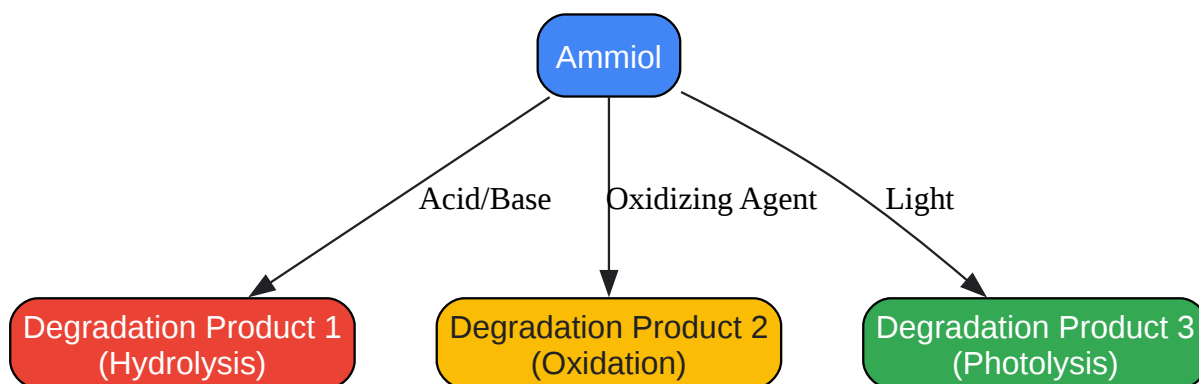 Ammiol
Acid/Base
Oxidizing Agent
Light
Degradation Product 1
(Hydrolysis)
Degradation Product 2
(Oxidation)
Degradation Product 3
(Photolysis)